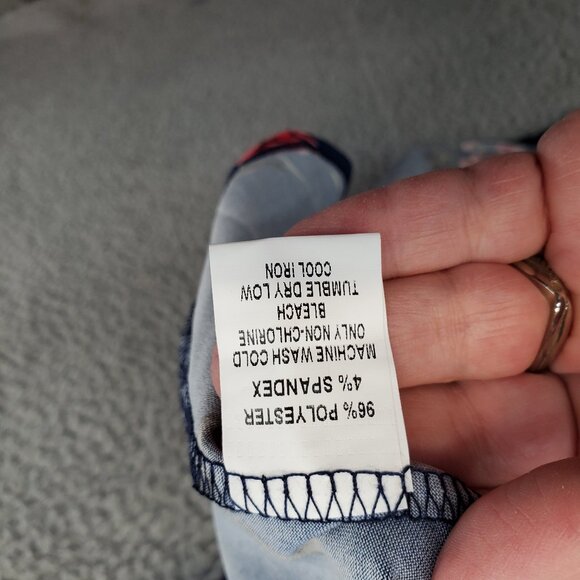 96% POLYESTER
4% SPANDEX
MACHINE WASH COLD
ONLY NON-CHLORINE
BLEACH
TUMBLE DRY LOW
COOL IRON